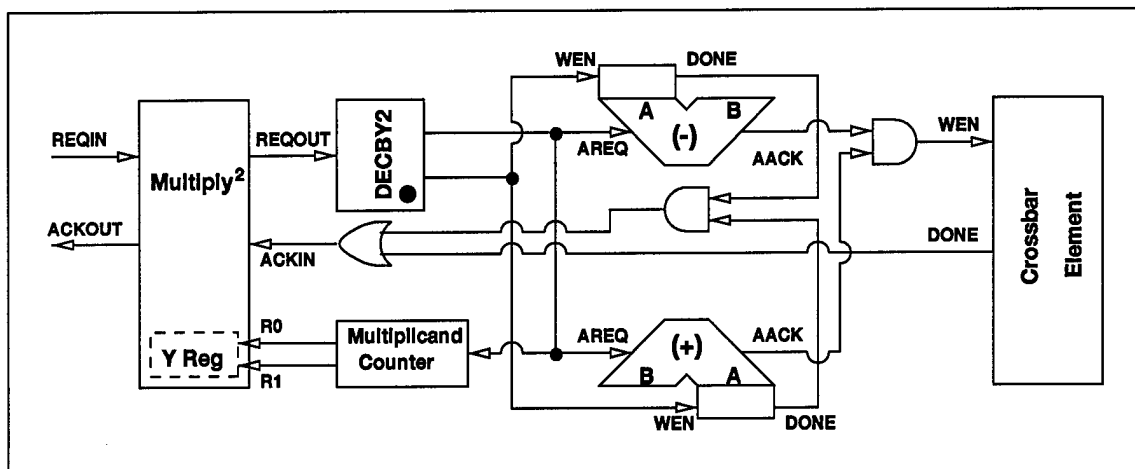 WEN
DONE
REQIN
REQOUT
DECBY2
A
B
(-)
AREQ
AACK
WEN
Multiply²
ACKOUT
ACKIN
DONE
Crossbar
Element
Y Reg
R0
R1
Multiplicand
Counter
AREQ
(+)
AACK
B
A
WEN
DONE